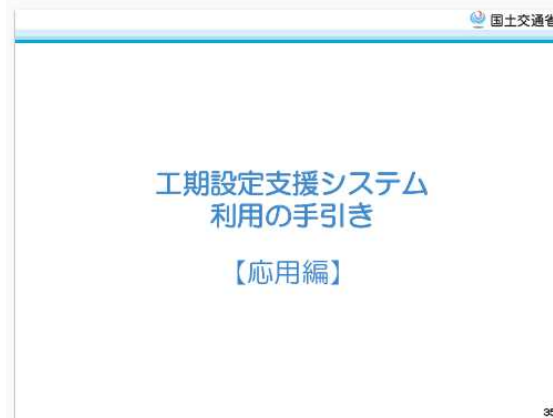 国土交通省
工期設定支援システム
利用の手引き
【応用編】
35